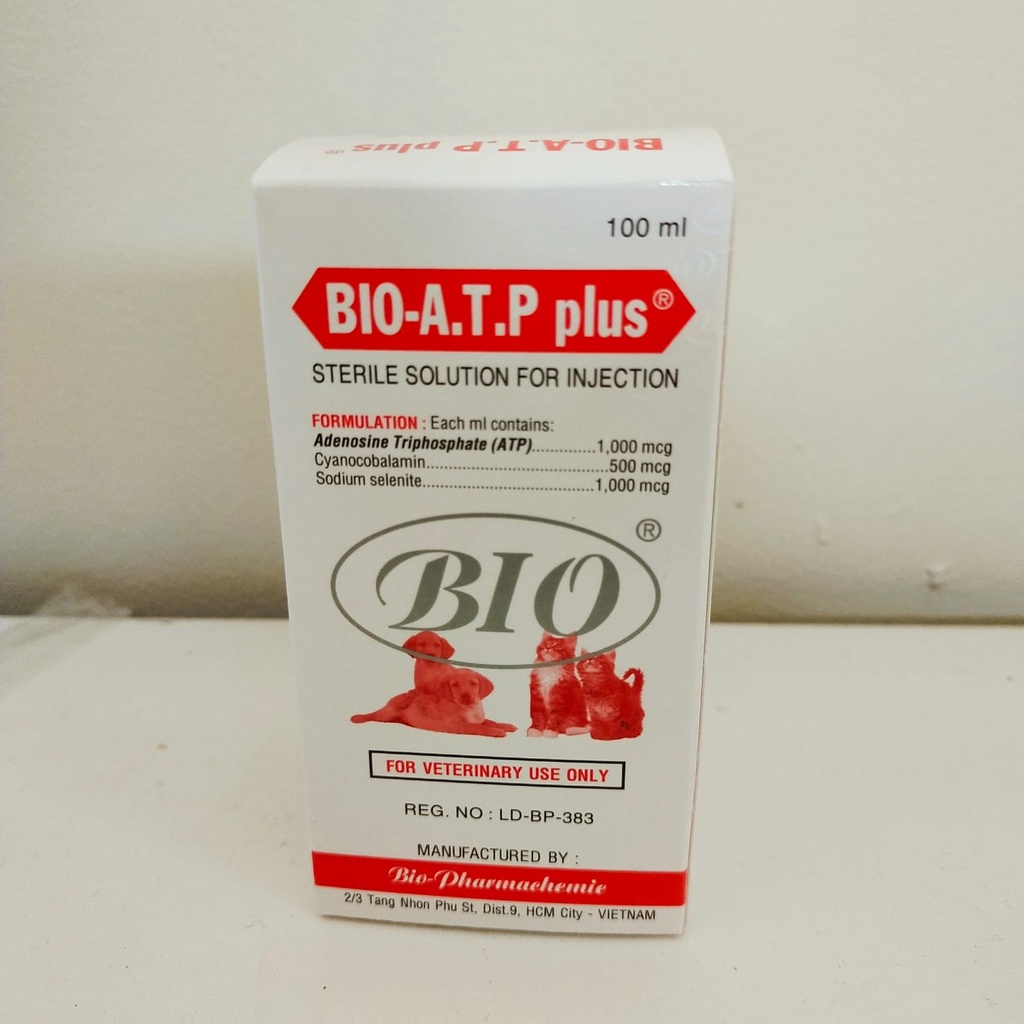 BIO-A.T.P plus®
100 ml
BIO-A.T.P plus®
STERILE SOLUTION FOR INJECTION
FORMULATION : Each ml contains:
Adenosine Triphosphate (ATP)..............1,000 mcg
Cyanocobalamin........................................500 mcg
Sodium selenite......................................1,000 mcg
BIO ®
FOR VETERINARY USE ONLY
REG. NO : LD-BP-383
MANUFACTURED BY :
Bio-Pharmachemie
2/3 Tang Nhon Phu St, Dist.9, HCM City - VIETNAM